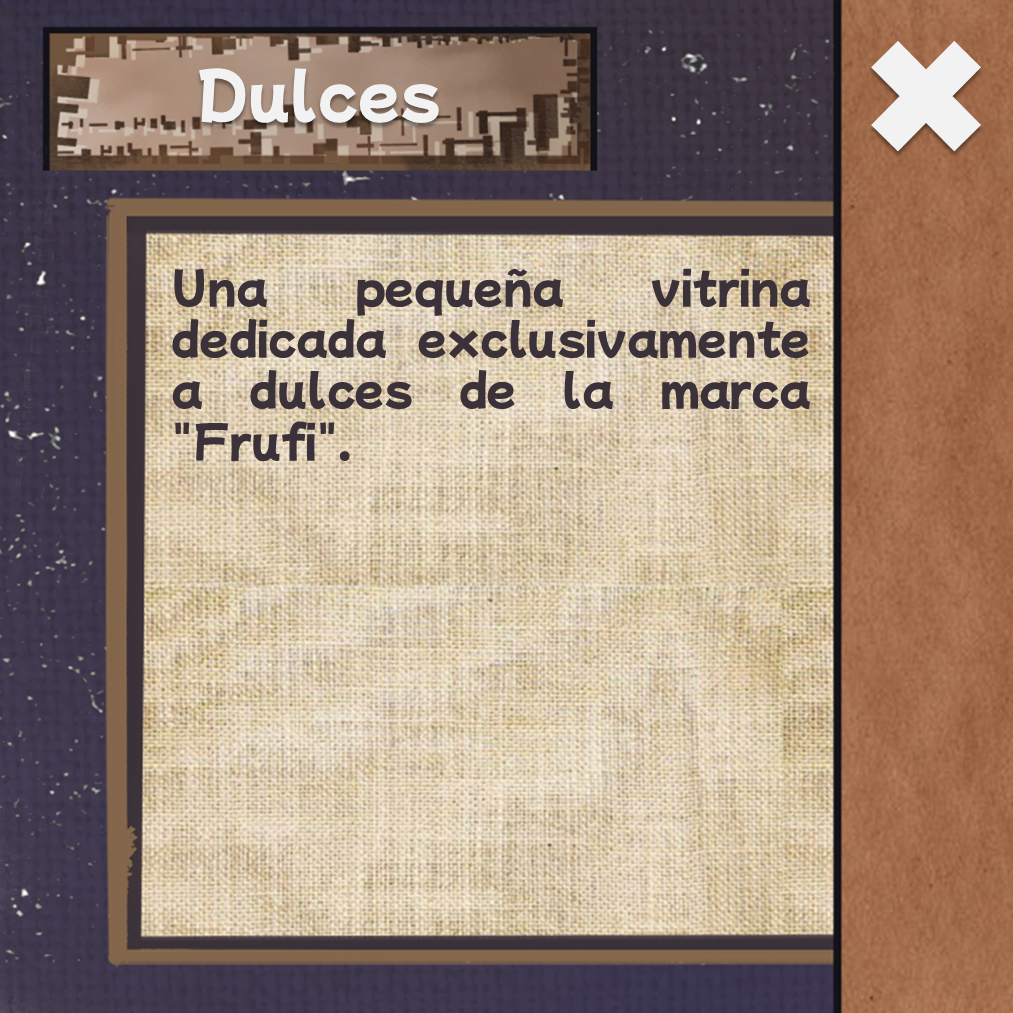 Dulces
Una pequeña vitrina
dedicada exclusivamente
a dulces de la marca
"Frufi".